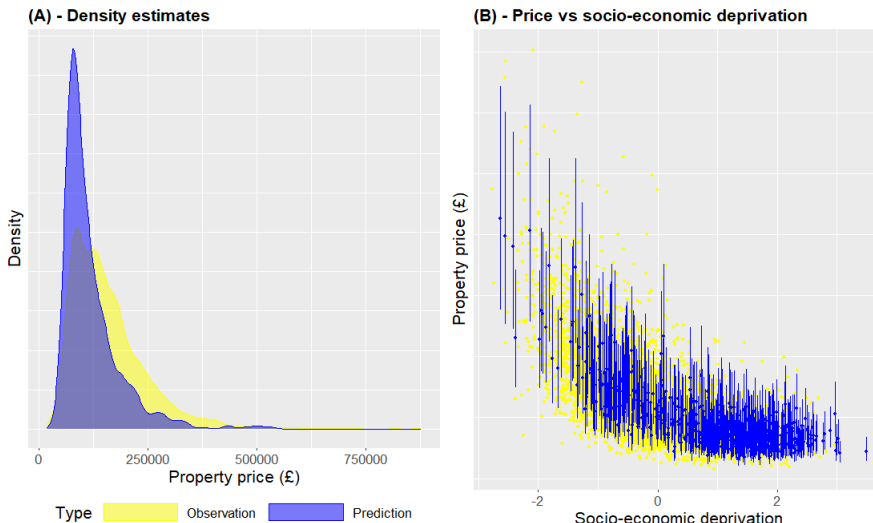 (A) - Density estimates
Density
0 250000 500000 750000
Property price (£)
Type Observation Prediction
(B) - Price vs socio-economic deprivation
Property price (£)
-2 0 2
Socio-economic deprivation